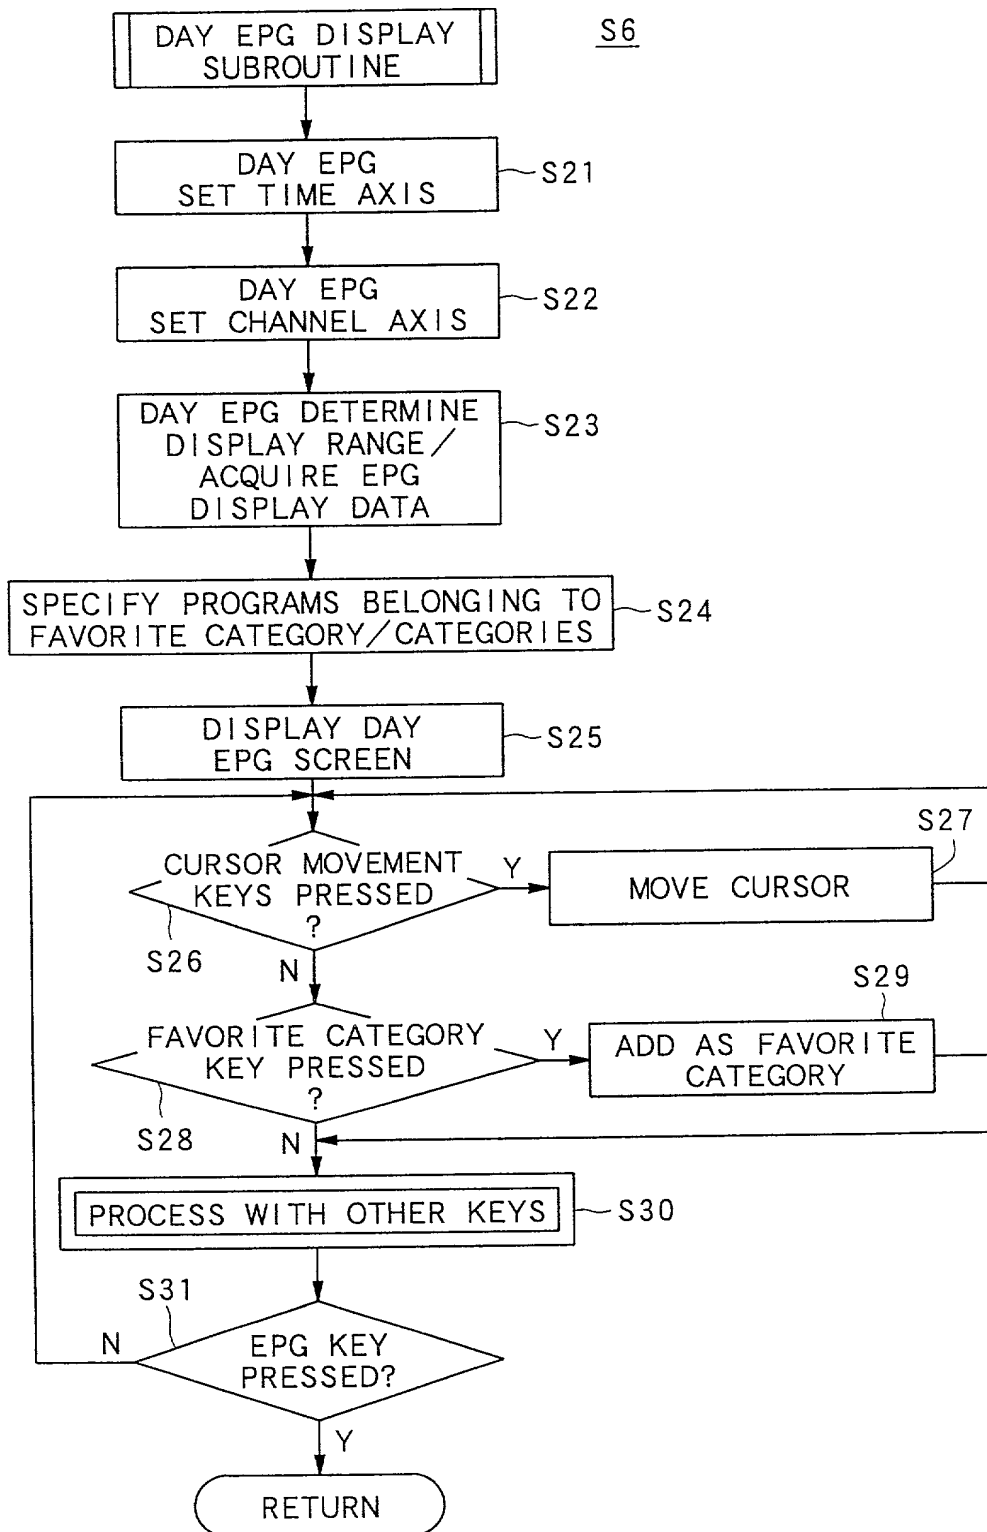 S6
DAY EPG DISPLAY
SUBROUTINE
DAY EPG
SET TIME AXIS
S21
DAY EPG
SET CHANNEL AXIS
S22
DAY EPG DETERMINE
DISPLAY RANGE/
ACQUIRE EPG
DISPLAY DATA
S23
SPECIFY PROGRAMS BELONGING TO
FAVORITE CATEGORY/CATEGORIES
S24
DISPLAY DAY
EPG SCREEN
S25
CURSOR MOVEMENT
KEYS PRESSED
?
S26
Y
N
MOVE CURSOR
S27
FAVORITE CATEGORY
KEY PRESSED
?
S28
Y
N
ADD AS FAVORITE
CATEGORY
S29
PROCESS WITH OTHER KEYS
S30
S31
EPG KEY
PRESSED?
N
Y
RETURN